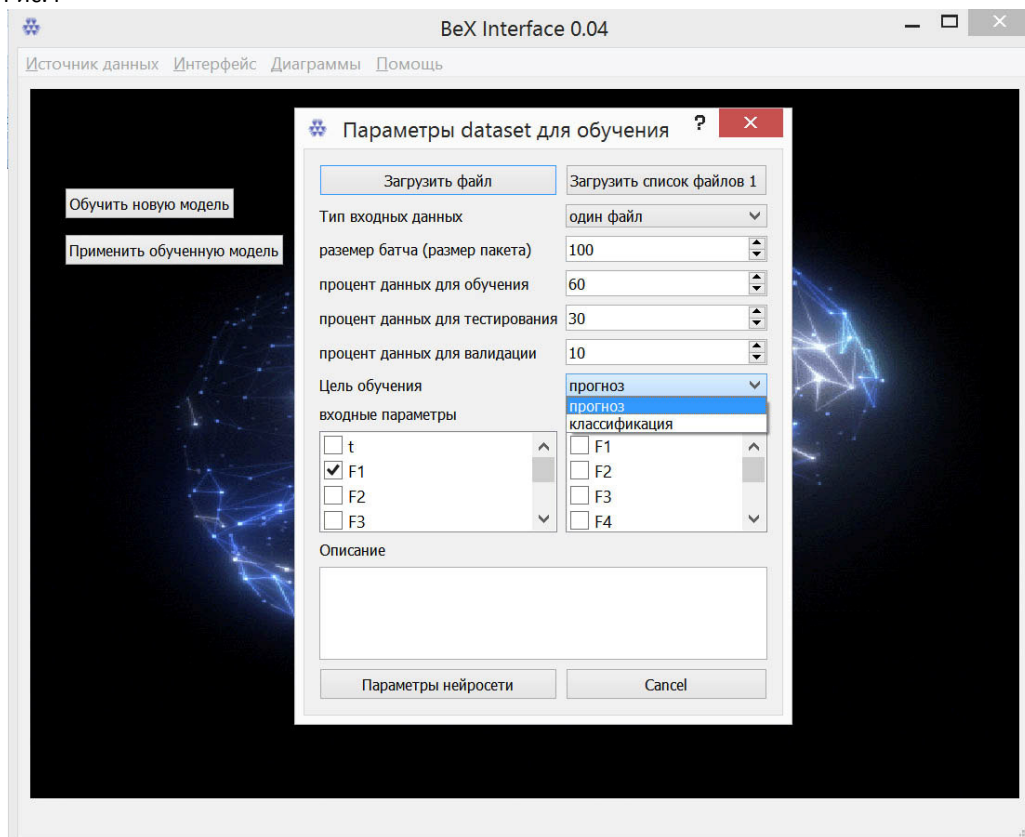 BeX Interface 0.04
Источник данных Интерфейс Диаграммы Помощь
Параметры dataset для обучения ?
Обучить новую модель
Применить обученную модель
Загрузить файл Загрузить список файлов 1
Тип входных данных один файл
раземер батча (размер пакета) 100
процент данных для обучения 60
процент данных для тестирования 30
процент данных для валидации 10
Цель обучения прогноз
входные параметры прогноз
классификация
t F1
F1 F2
F2 F3
F3 F4
Описание
Параметры нейросети Cancel